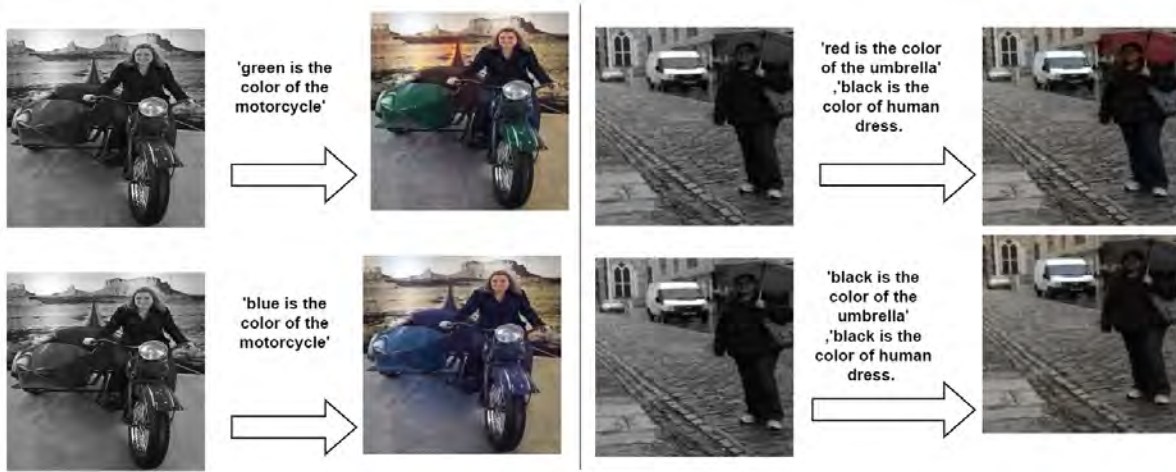 'green is the
color of the
motorcycle'
'red is the color
of the umbrella'
,'black is the
color of human
dress.
'blue is the
color of the
motorcycle'
'black is the
color of the
umbrella'
,'black is the
color of human
dress.